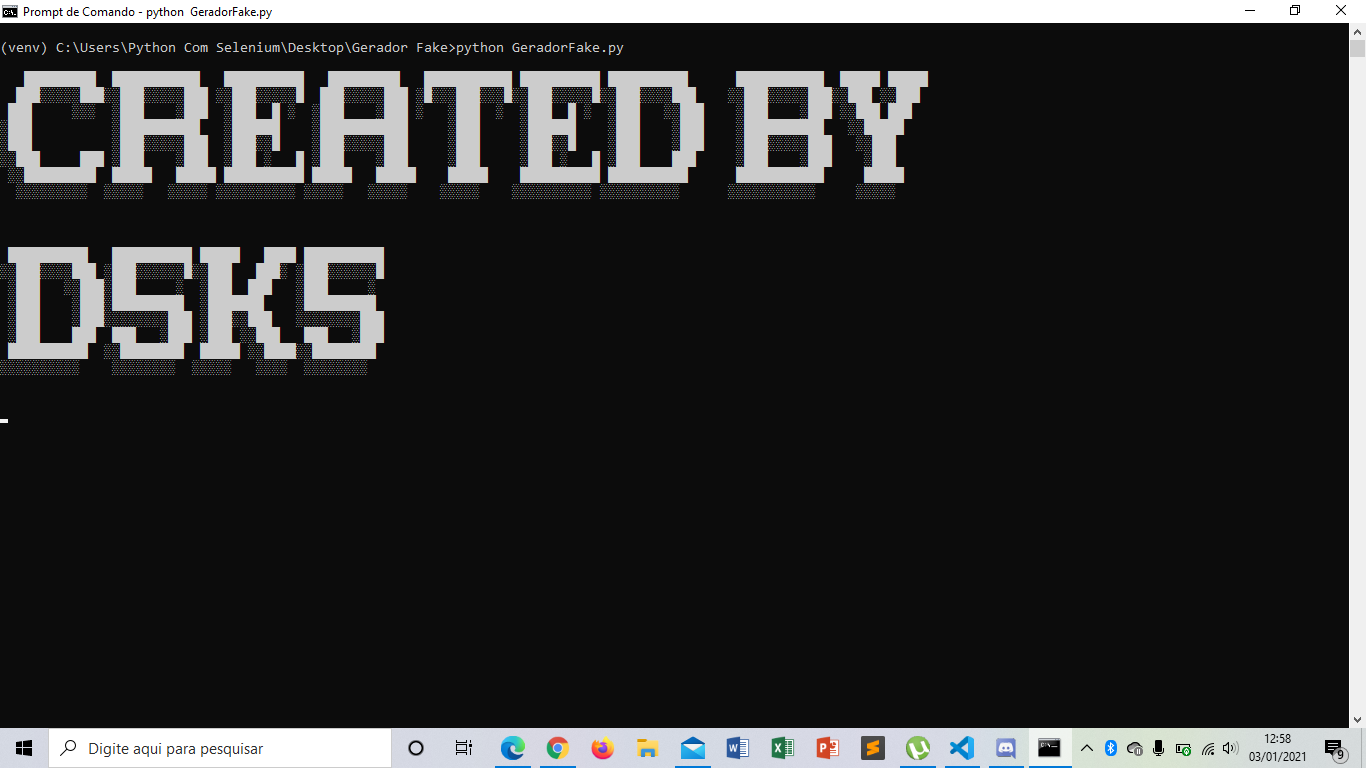 Prompt de Comando - python  GeradorFake.py
(venv) C:\Users\Python Com Selenium\Desktop\Gerador Fake>python GeradorFake.py
CREATED BY
D5K5
Digite aqui para pesquisar
12:58
03/01/2021
9